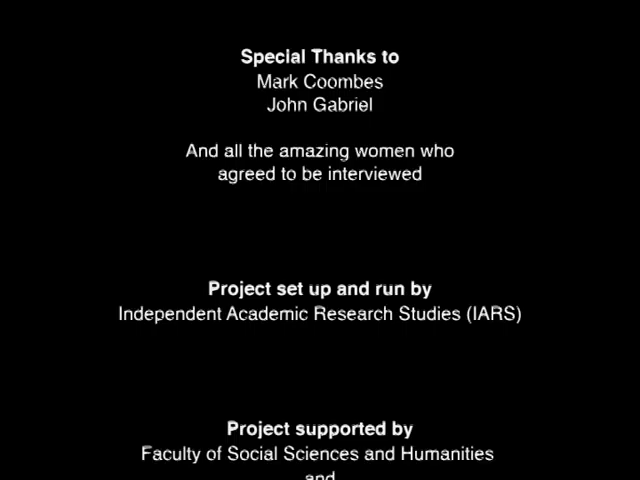 Special Thanks to
Mark Coombes
John Gabriel
And all the amazing women who
agreed to be interviewed
Project set up and run by
Independent Academic Research Studies (IARS)
Project supported by
Faculty of Social Sciences and Humanities
and